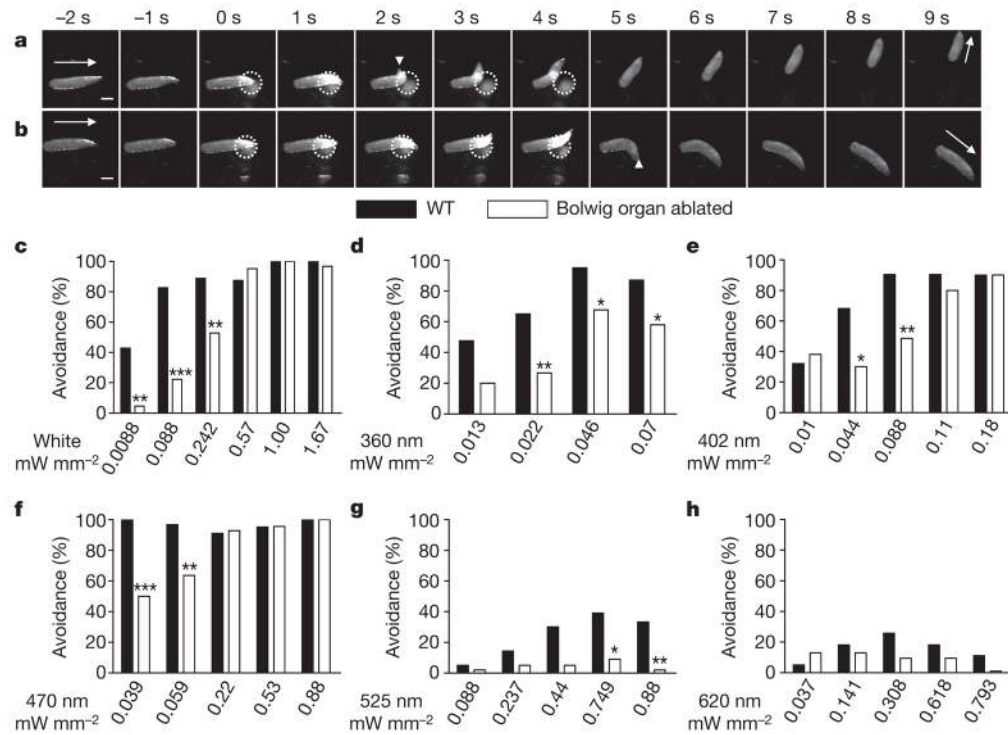 −2 s −1 s 0 s 1 s 2 s 3 s 4 s 5 s 6 s 7 s 8 s 9 s
a
b
WT Bolwig organ ablated
c
Avoidance (%)
100
80
60
40
20
0
** *** **
White
mW mm−2
0.0088 0.088 0.242 0.57 1.00 1.67
d
Avoidance (%)
100
80
60
40
20
0
** * *
360 nm
mW mm−2
0.013 0.022 0.046 0.07
e
Avoidance (%)
100
80
60
40
20
0
* **
402 nm
mW mm−2
0.01 0.044 0.088 0.11 0.18
f
Avoidance (%)
100
80
60
40
20
0
*** **
470 nm
mW mm−2
0.039 0.059 0.22 0.53 0.88
g
Avoidance (%)
100
80
60
40
20
0
* **
525 nm
mW mm−2
0.088 0.237 0.44 0.749 0.88
h
Avoidance (%)
100
80
60
40
20
0
620 nm
mW mm−2
0.037 0.141 0.308 0.618 0.793